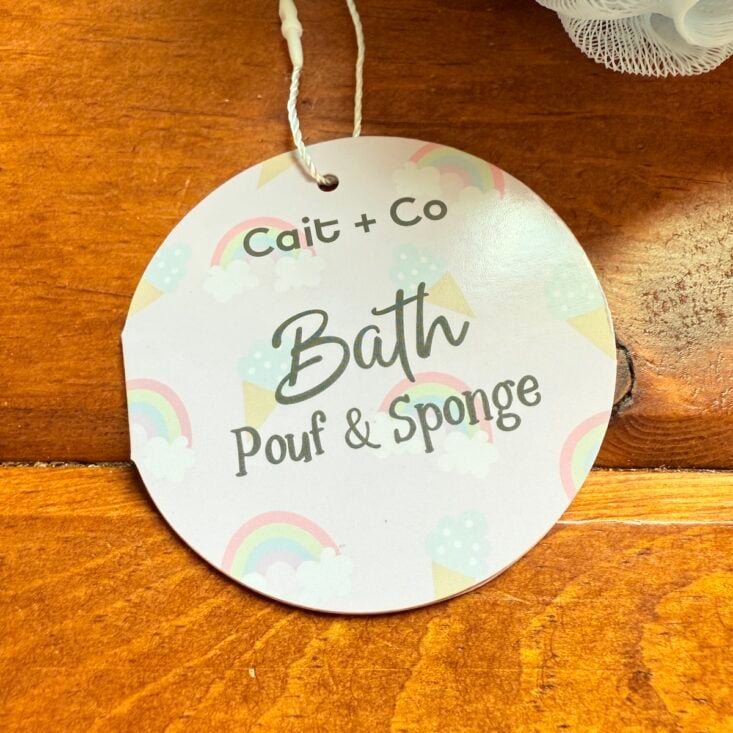 Cait + Co
Bath
Pouf & Sponge